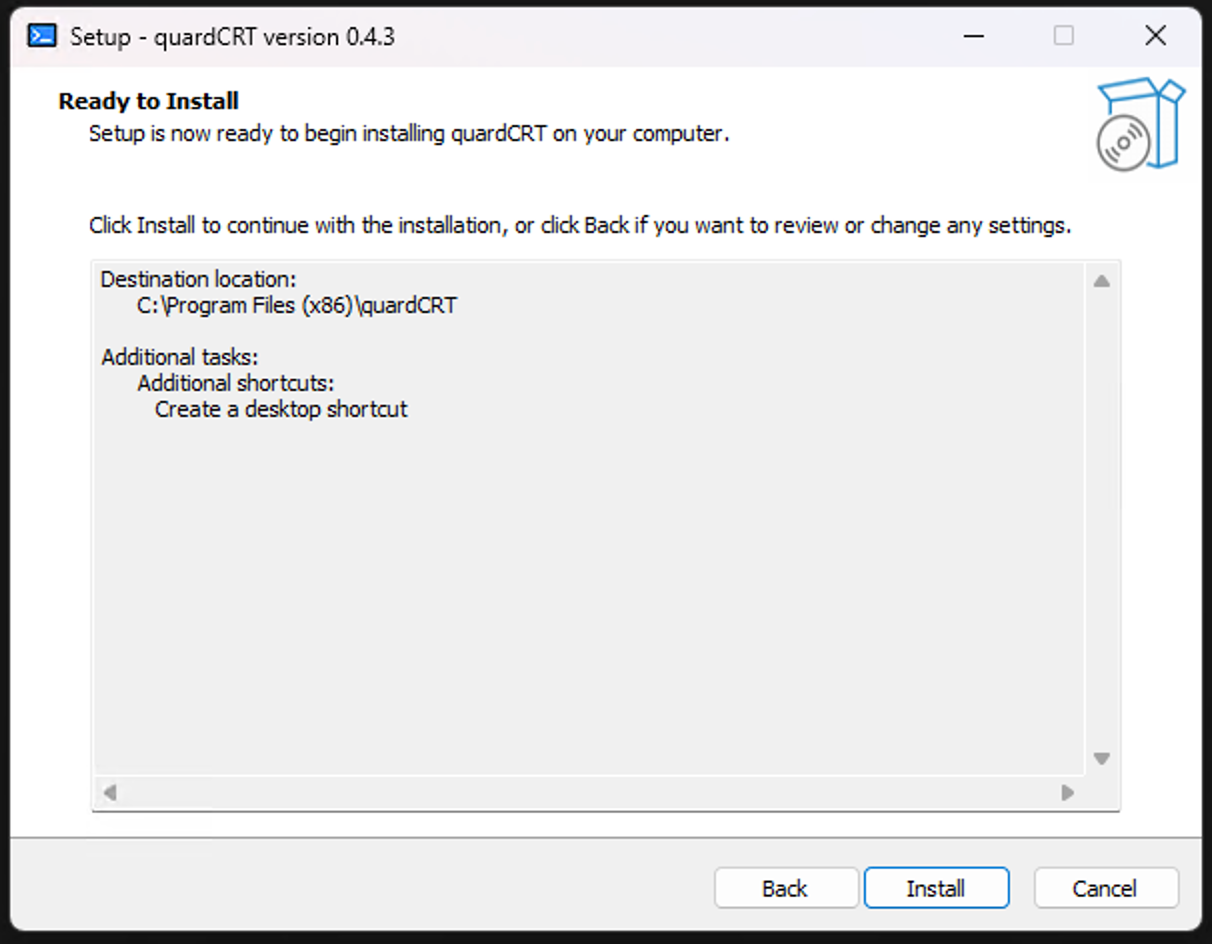 Setup - quardCRT version 0.4.3
Ready to Install
Setup is now ready to begin installing quardCRT on your computer.
Click Install to continue with the installation, or click Back if you want to review or change any settings.
Destination location:
C:\Program Files (x86)\quardCRT
Additional tasks:
Additional shortcuts:
Create a desktop shortcut
Back
Install
Cancel